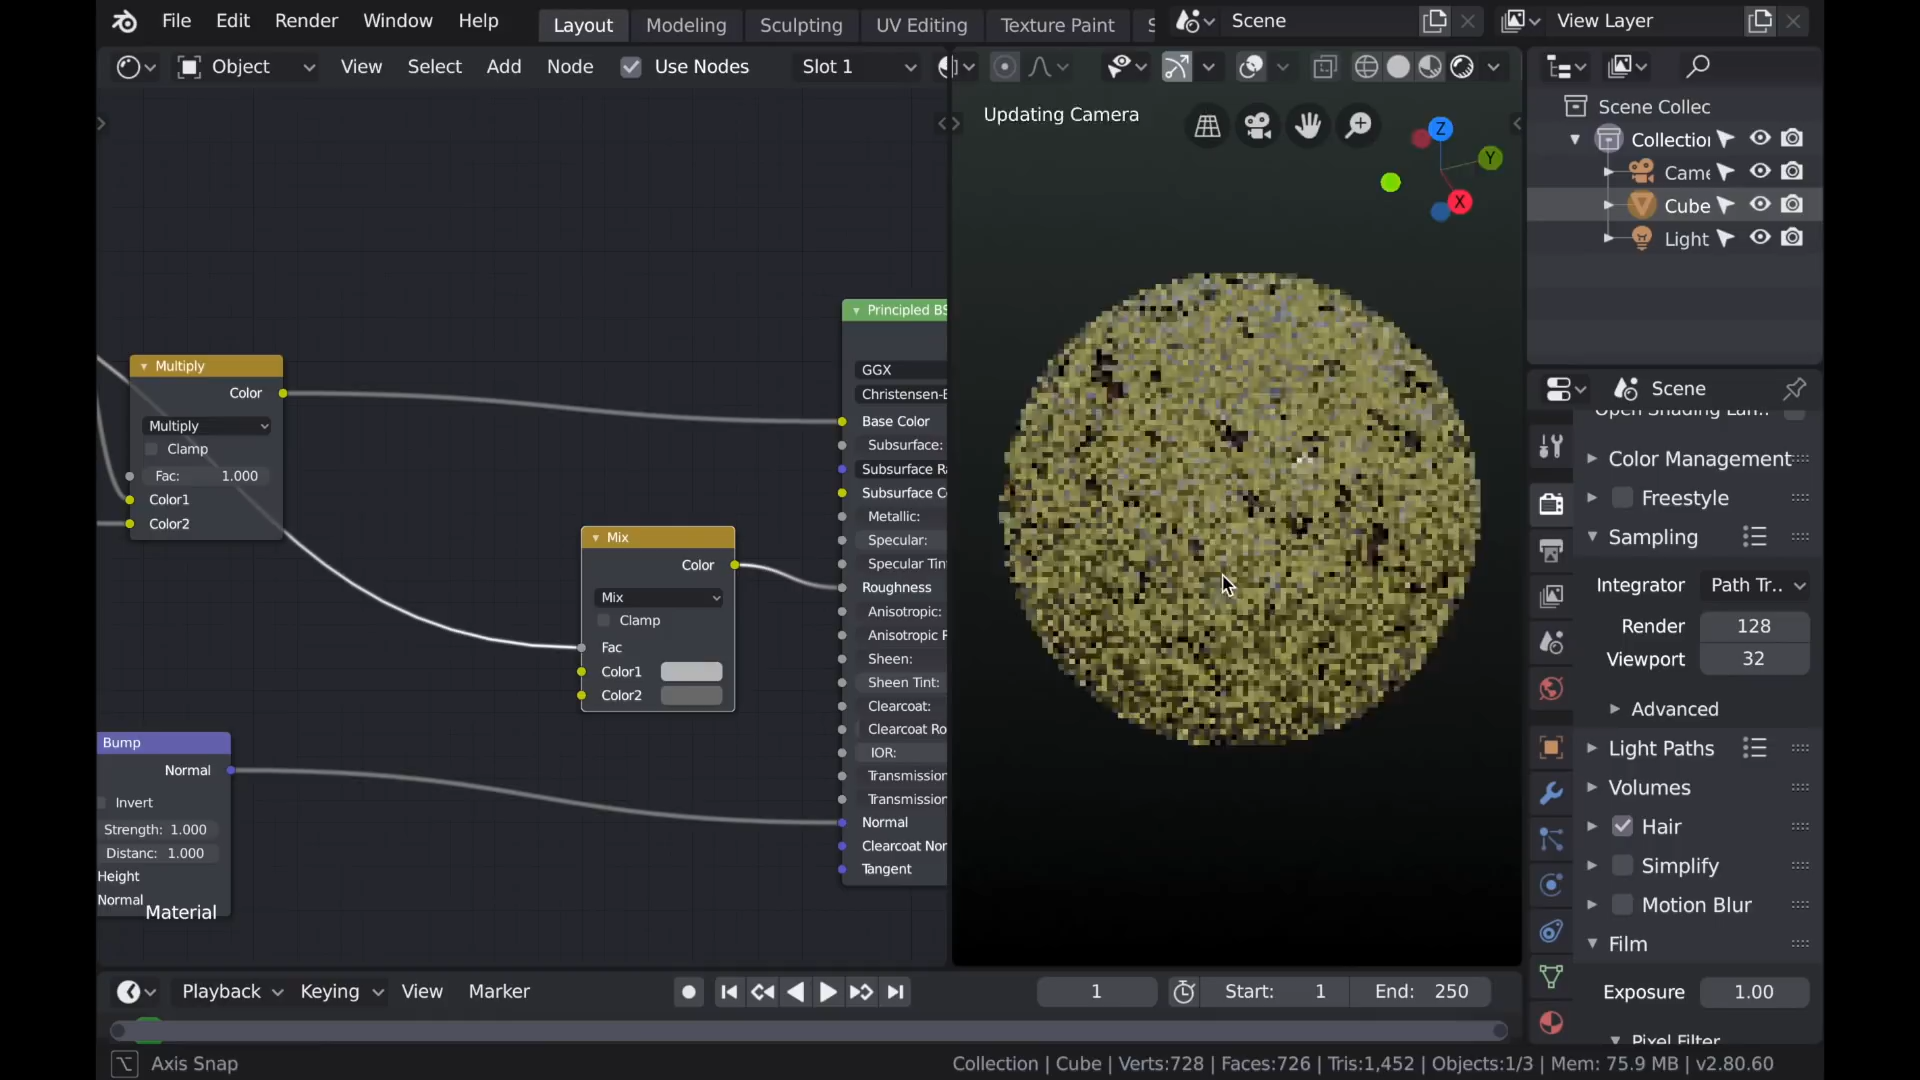 File Edit Render Window Help Layout Modeling Sculpting UV Editing Texture Paint S Scene View Layer
Object View Select Add Node Use Nodes Slot 1
Updating Camera
Z
Y
X
Scene Collec
Collectio
Came
Cube
Light
Multiply
Color
Multiply
Clamp
Fac: 1.000
Color1
Color2
Mix
Color
Mix
Clamp
Fac
Color1
Color2
Bump
Normal
Invert
Strength: 1.000
Distanc: 1.000
Height
Normal
Material
Principled BS
GGX
Christensen-B
Base Color
Subsurface:
Subsurface Ra
Subsurface C
Metallic:
Specular:
Specular Tin
Roughness
Anisotropic:
Anisotropic R
Sheen:
Sheen Tint:
Clearcoat:
Clearcoat Ro
IOR:
Transmission
Transmission
Normal
Clearcoat Nor
Tangent
Scene
Open Shading Lan..
Color Management
Freestyle
Sampling
Integrator Path Tr..
Render 128
Viewport 32
Advanced
Light Paths
Volumes
Hair
Simplify
Motion Blur
Film
Exposure 1.00
Pixel Filter
Playback Keying View Marker 1 Start: 1 End: 250
Axis Snap Collection | Cube | Verts:728 | Faces:726 | Tris:1,452 | Objects:1/3 | Mem: 75.9 MB | v2.80.60